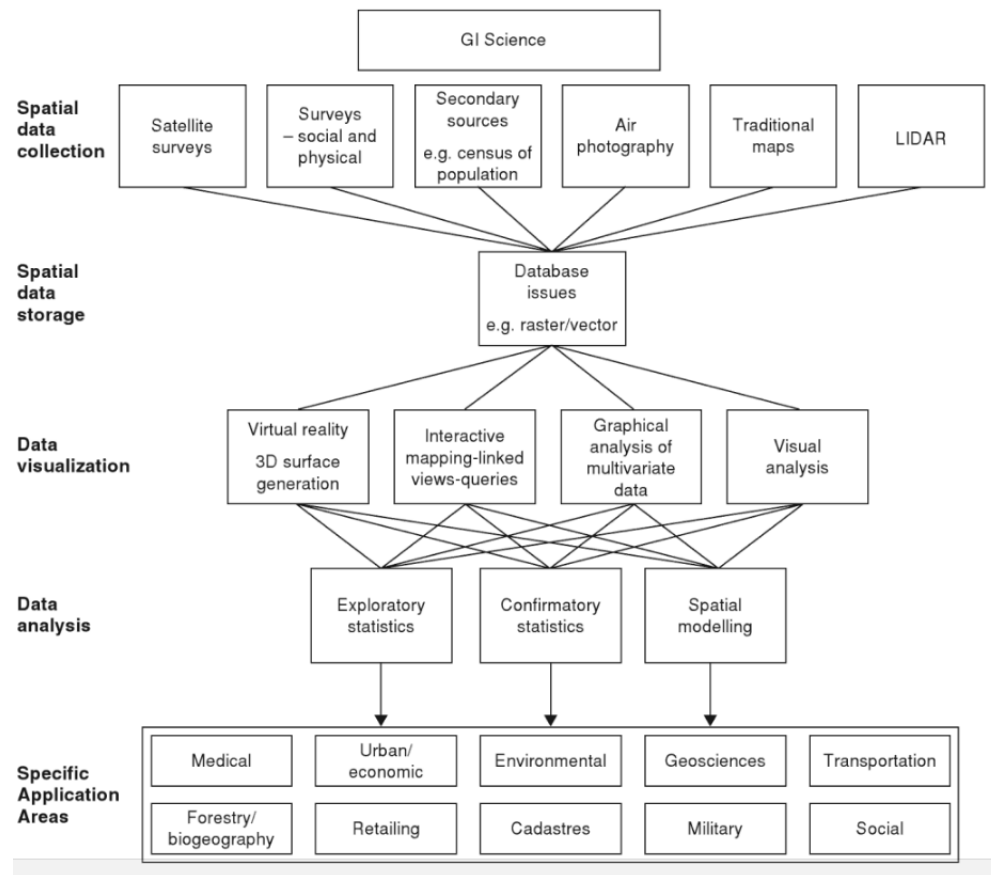 GI Science
Spatial
data
collection
Satellite
surveys
Surveys
– social and
physical
Secondary
sources
e.g. census of
population
Air
photography
Traditional
maps
LIDAR
Spatial
data
storage
Database
issues
e.g. raster/vector
Data
visualization
Virtual reality
3D surface
generation
Interactive
mapping-linked
views-queries
Graphical
analysis of
multivariate
data
Visual
analysis
Data
analysis
Exploratory
statistics
Confirmatory
statistics
Spatial
modelling
Specific
Application
Areas
Medical
Urban/
economic
Environmental
Geosciences
Transportation
Forestry/
biogeography
Retailing
Cadastres
Military
Social